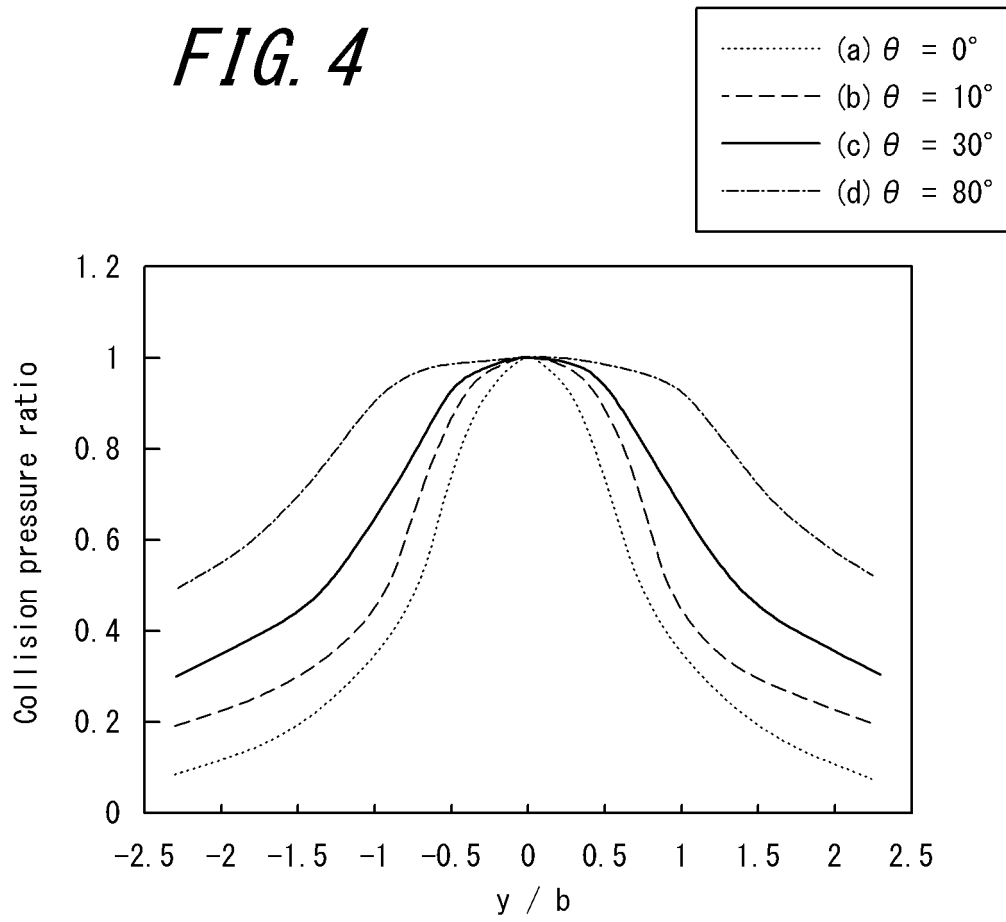 FIG. 4
(a) θ = 0°
(b) θ = 10°
(c) θ = 30°
(d) θ = 80°
Collision pressure ratio
1.2
1
0.8
0.6
0.4
0.2
0
-2.5 -2 -1.5 -1 -0.5 0 0.5 1 1.5 2 2.5
y / b